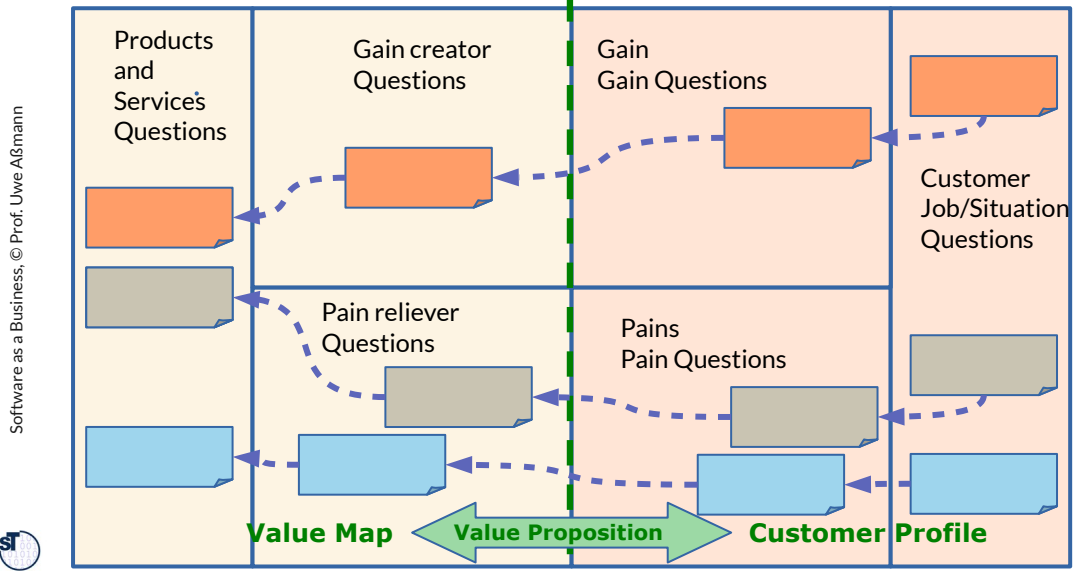 Products
and
Services
Questions
Gain creator
Questions
Gain
Gain Questions
Customer
Job/Situation
Questions
Pain reliever
Questions
Pains
Pain Questions
Value Map
Value Proposition
Customer Profile
Software as a Business, © Prof. Uwe Aßmann
ST